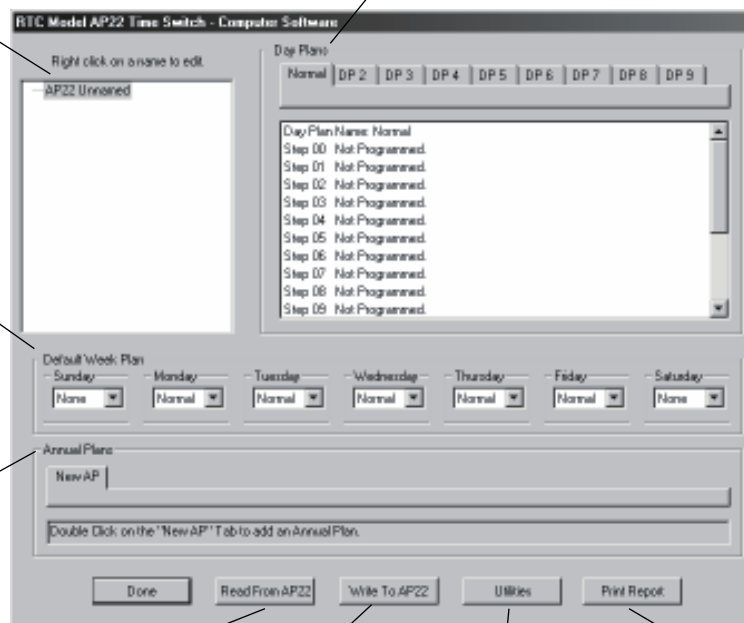 RTC Model AP22 Time Switch - Computer Software
Right click on a name to edit
AP22 Unnamed
Day Plans
Normal DP 2 DP 3 DP 4 DP 5 DP 6 DP 7 DP 8 DP 9
Day Plan Name: Normal
Step 00 Not Programmed.
Step 01 Not Programmed.
Step 02 Not Programmed.
Step 03 Not Programmed.
Step 04 Not Programmed.
Step 05 Not Programmed.
Step 06 Not Programmed.
Step 07 Not Programmed.
Step 08 Not Programmed.
Step 09 Not Programmed.
Default Week Plan
Sunday Monday Tuesday Wednesday Thursday Friday Saturday
None Normal Normal Normal Normal Normal None
Annual Plans
New AP
Double Click on the "New AP" Tab to add an Annual Plan.
Done Read From AP22 Write To AP22 Utilities Print Report